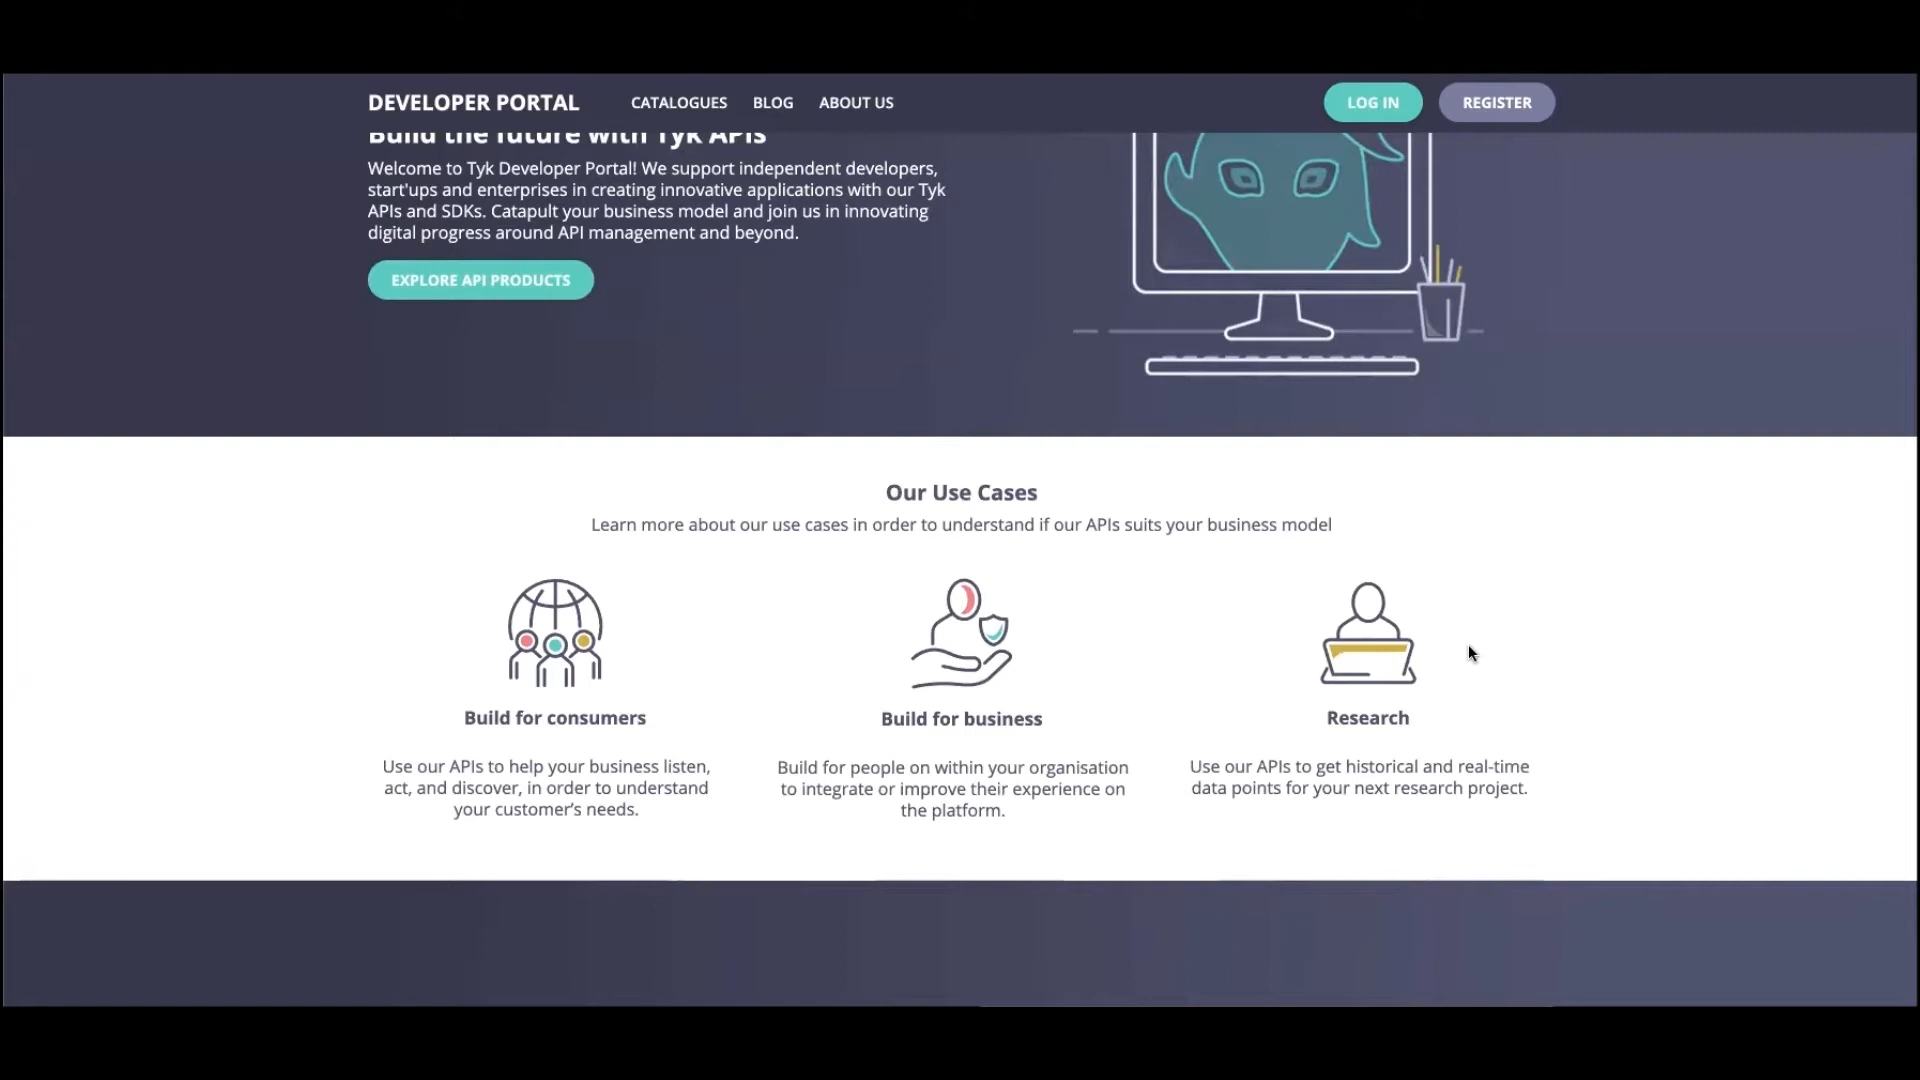 DEVELOPER PORTAL CATALOGUES BLOG ABOUT US LOG IN REGISTER
Build the future with Tyk APIs
Welcome to Tyk Developer Portal! We support independent developers,
start'ups and enterprises in creating innovative applications with our Tyk
APIs and SDKs. Catapult your business model and join us in innovating
digital progress around API management and beyond.
EXPLORE API PRODUCTS
Our Use Cases
Learn more about our use cases in order to understand if our APIs suits your business model
Build for consumers
Use our APIs to help your business listen,
act, and discover, in order to understand
your customer’s needs.
Build for business
Build for people on within your organisation
to integrate or improve their experience on
the platform.
Research
Use our APIs to get historical and real-time
data points for your next research project.